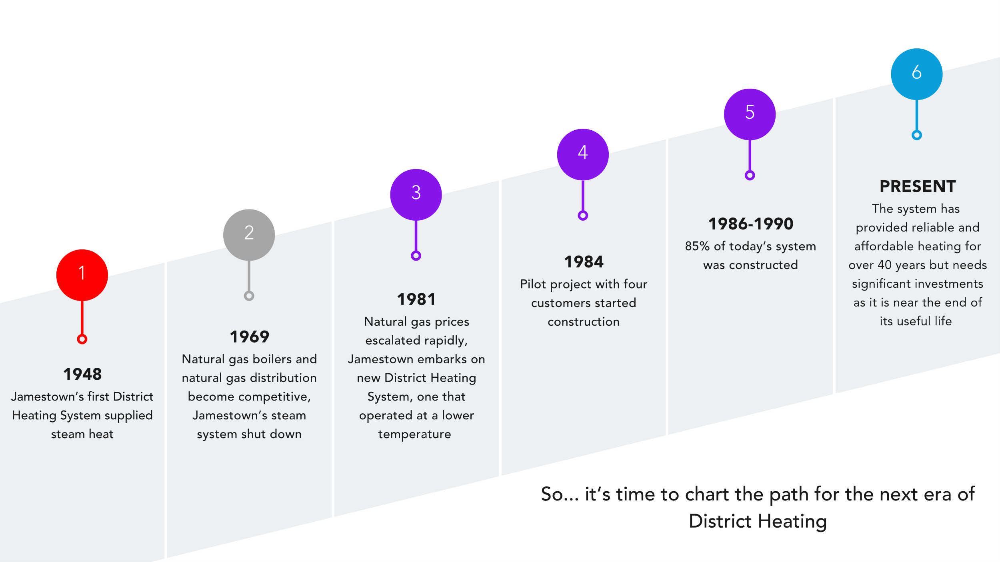 1
1948
Jamestown’s first District
Heating System supplied
steam heat
2
1969
Natural gas boilers and
natural gas distribution
become competitive,
Jamestown’s steam
system shut down
3
1981
Natural gas prices
escalated rapidly,
Jamestown embarks on
new District Heating
System, one that
operated at a lower
temperature
4
1984
Pilot project with four
customers started
construction
5
1986-1990
85% of today’s system
was constructed
6
PRESENT
The system has
provided reliable and
affordable heating for
over 40 years but needs
significant investments
as it is near the end of
its useful life
So... it’s time to chart the path for the next era of
District Heating